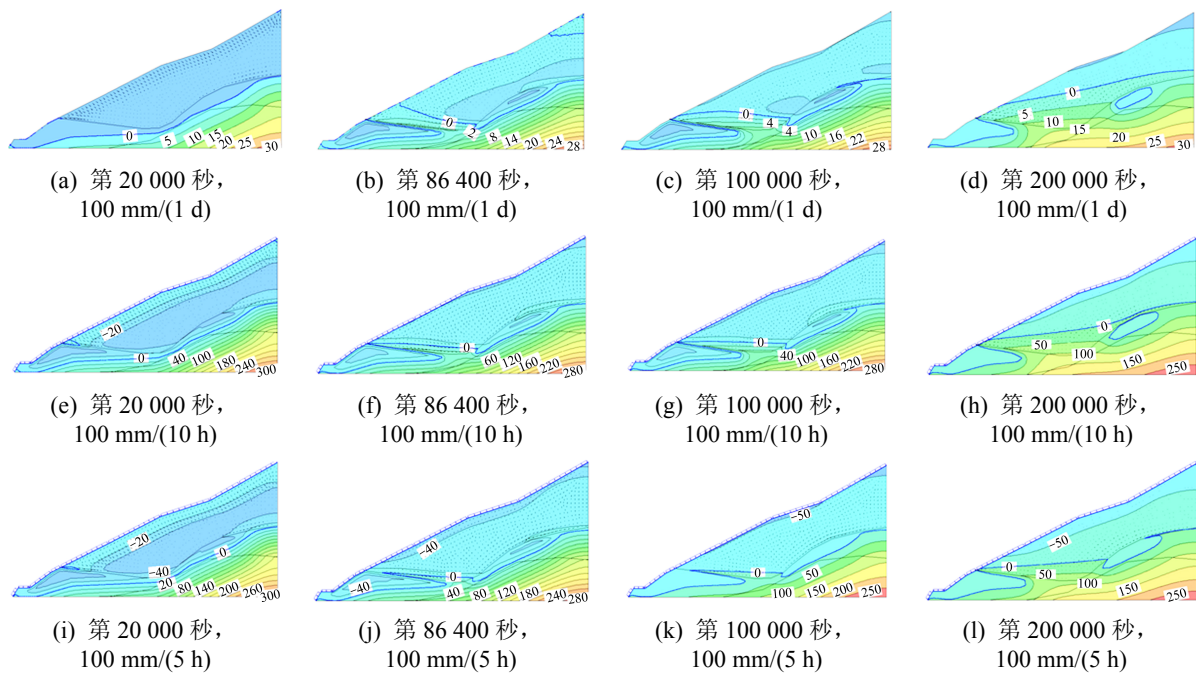 0 5 10 15 20 25 30
0 2 8 14 20 24 28
0 4 4 10 16 22 28
0 5 10 15 20 25 30
(a) 第 20 000 秒,
100 mm/(1 d)
(b) 第 86 400 秒,
100 mm/(1 d)
(c) 第 100 000 秒,
100 mm/(1 d)
(d) 第 200 000 秒,
100 mm/(1 d)
−20 0 40 100 180 240 300
0 60 120 160 220 280
0 40 100 160 220 280
0 50 100 150 250
(e) 第 20 000 秒,
100 mm/(10 h)
(f) 第 86 400 秒,
100 mm/(10 h)
(g) 第 100 000 秒,
100 mm/(10 h)
(h) 第 200 000 秒,
100 mm/(10 h)
−20 −0 −40 20 80 140 200 260 300
−40 −40 0 40 80 140 180 240 280
−50 0 50 100 150 200 250
−50 0 50 100 150 250
(i) 第 20 000 秒,
100 mm/(5 h)
(j) 第 86 400 秒,
100 mm/(5 h)
(k) 第 100 000 秒,
100 mm/(5 h)
(l) 第 200 000 秒,
100 mm/(5 h)